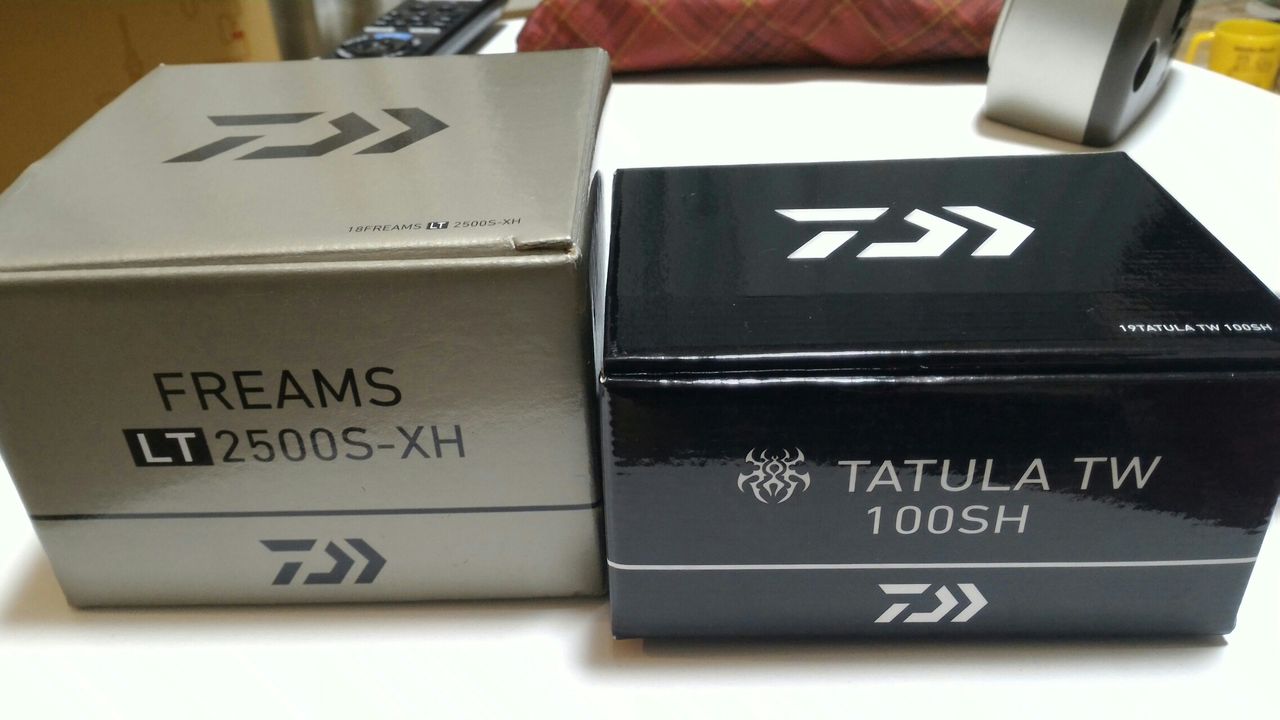 18FREAMS LT 2500S-XH
FREAMS
LT 2500S-XH
19TATULA TW 100SH
TATULA TW
100SH